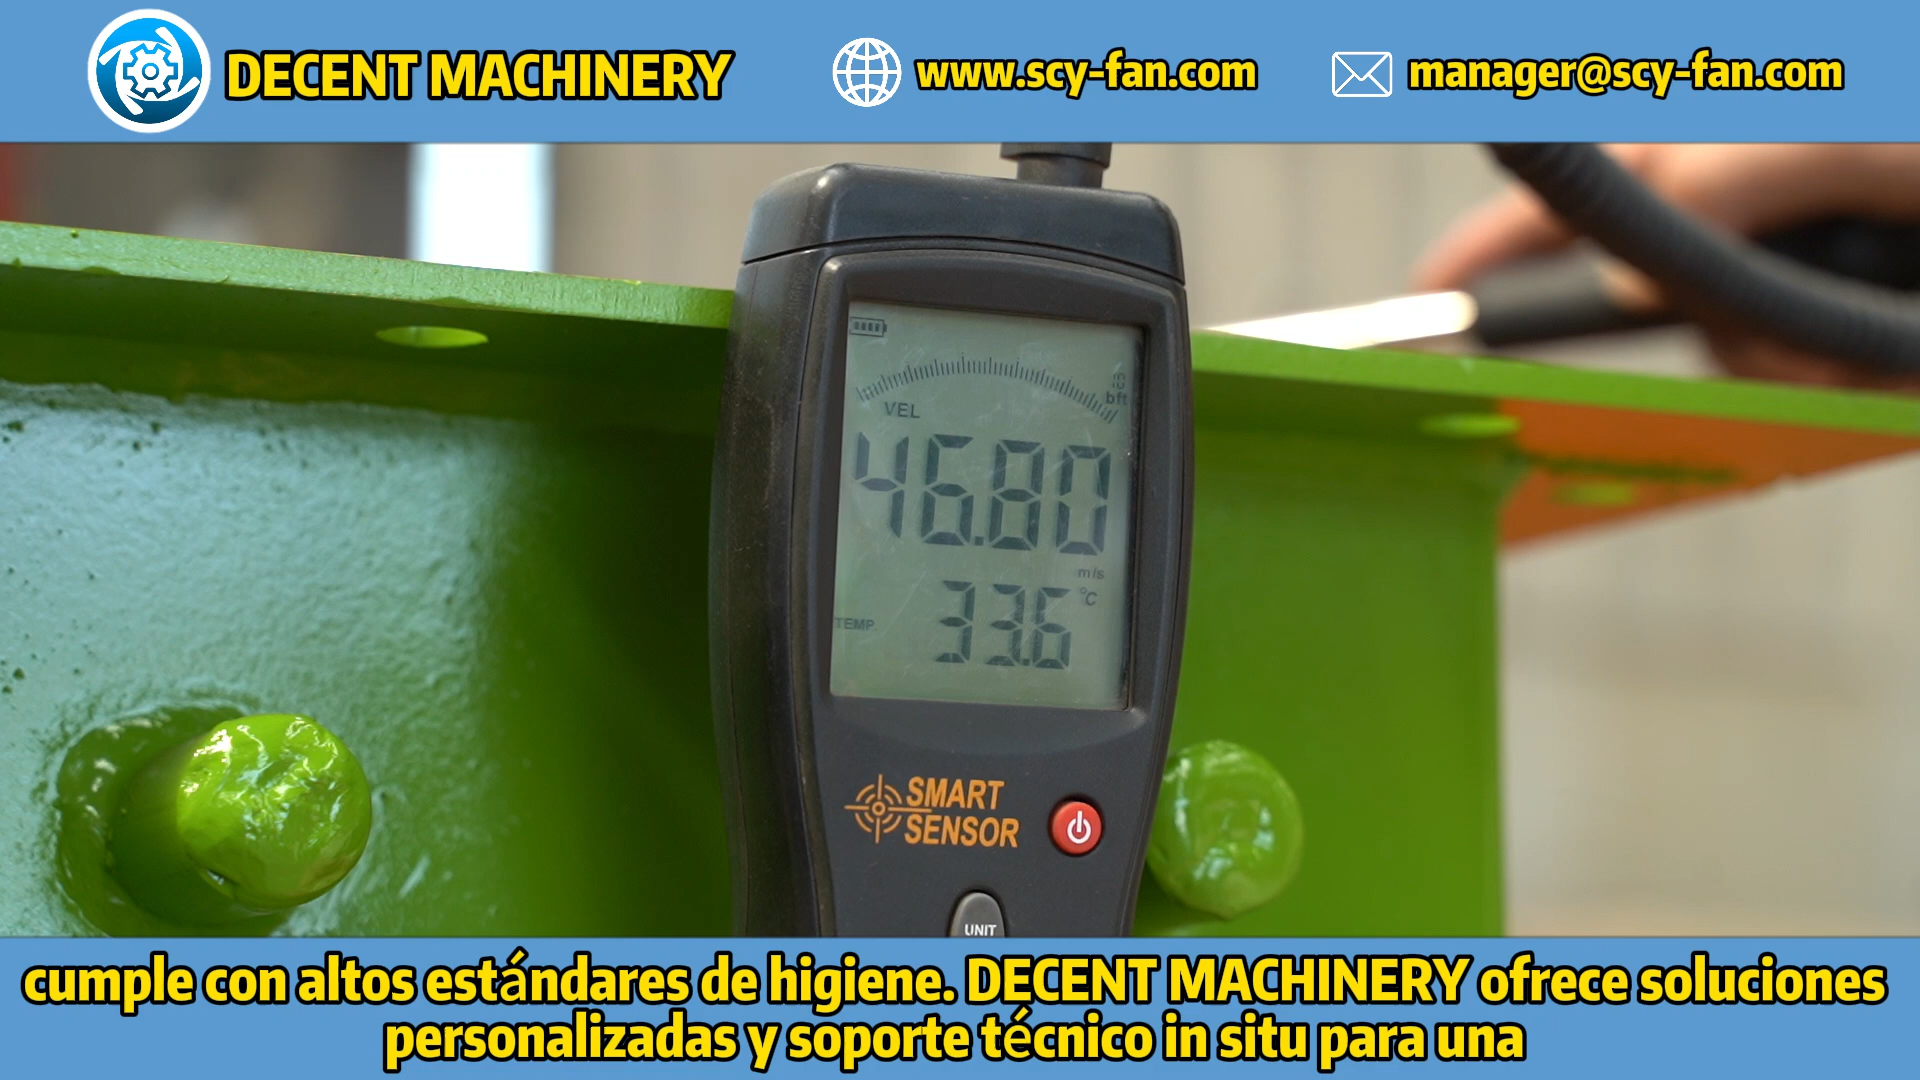 DECENT MACHINERY
www.scy-fan.com
manager@scy-fan.com
bft
VEL
46.80
m/s
°C
TEMP.
33.6
SMART
SENSOR
UNIT
cumple con altos estándares de higiene. DECENT MACHINERY ofrece soluciones
personalizadas y soporte técnico in situ para una